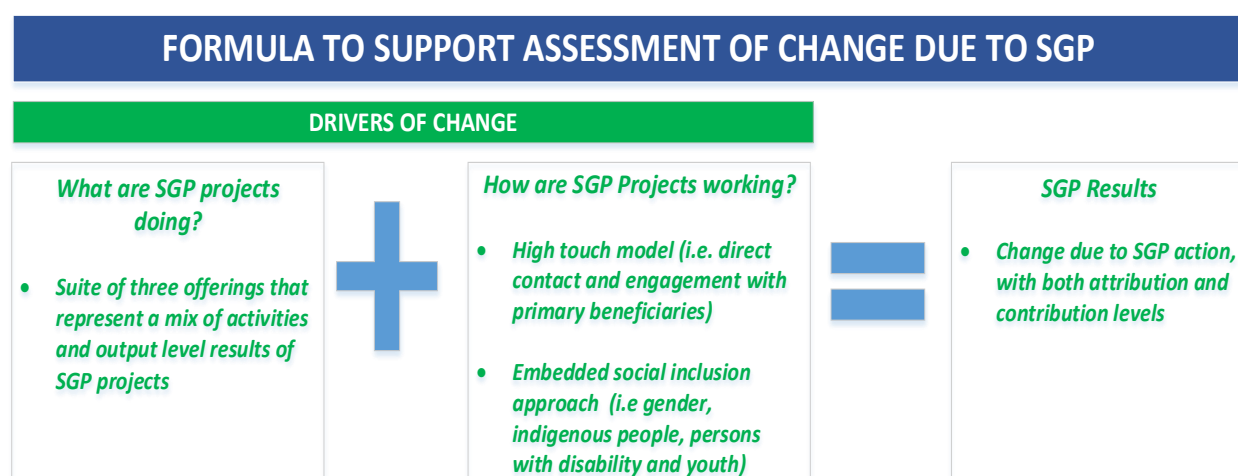 FORMULA TO SUPPORT ASSESSMENT OF CHANGE DUE TO SGP
DRIVERS OF CHANGE
What are SGP projects
doing?
• Suite of three offerings that
represent a mix of activities
and output level results of
SGP projects
How are SGP Projects working?
• High touch model (i.e. direct
contact and engagement with
primary beneficiaries)
• Embedded social inclusion
approach (i.e gender,
indigenous people, persons
with disability and youth)
SGP Results
• Change due to SGP action,
with both attribution and
contribution levels